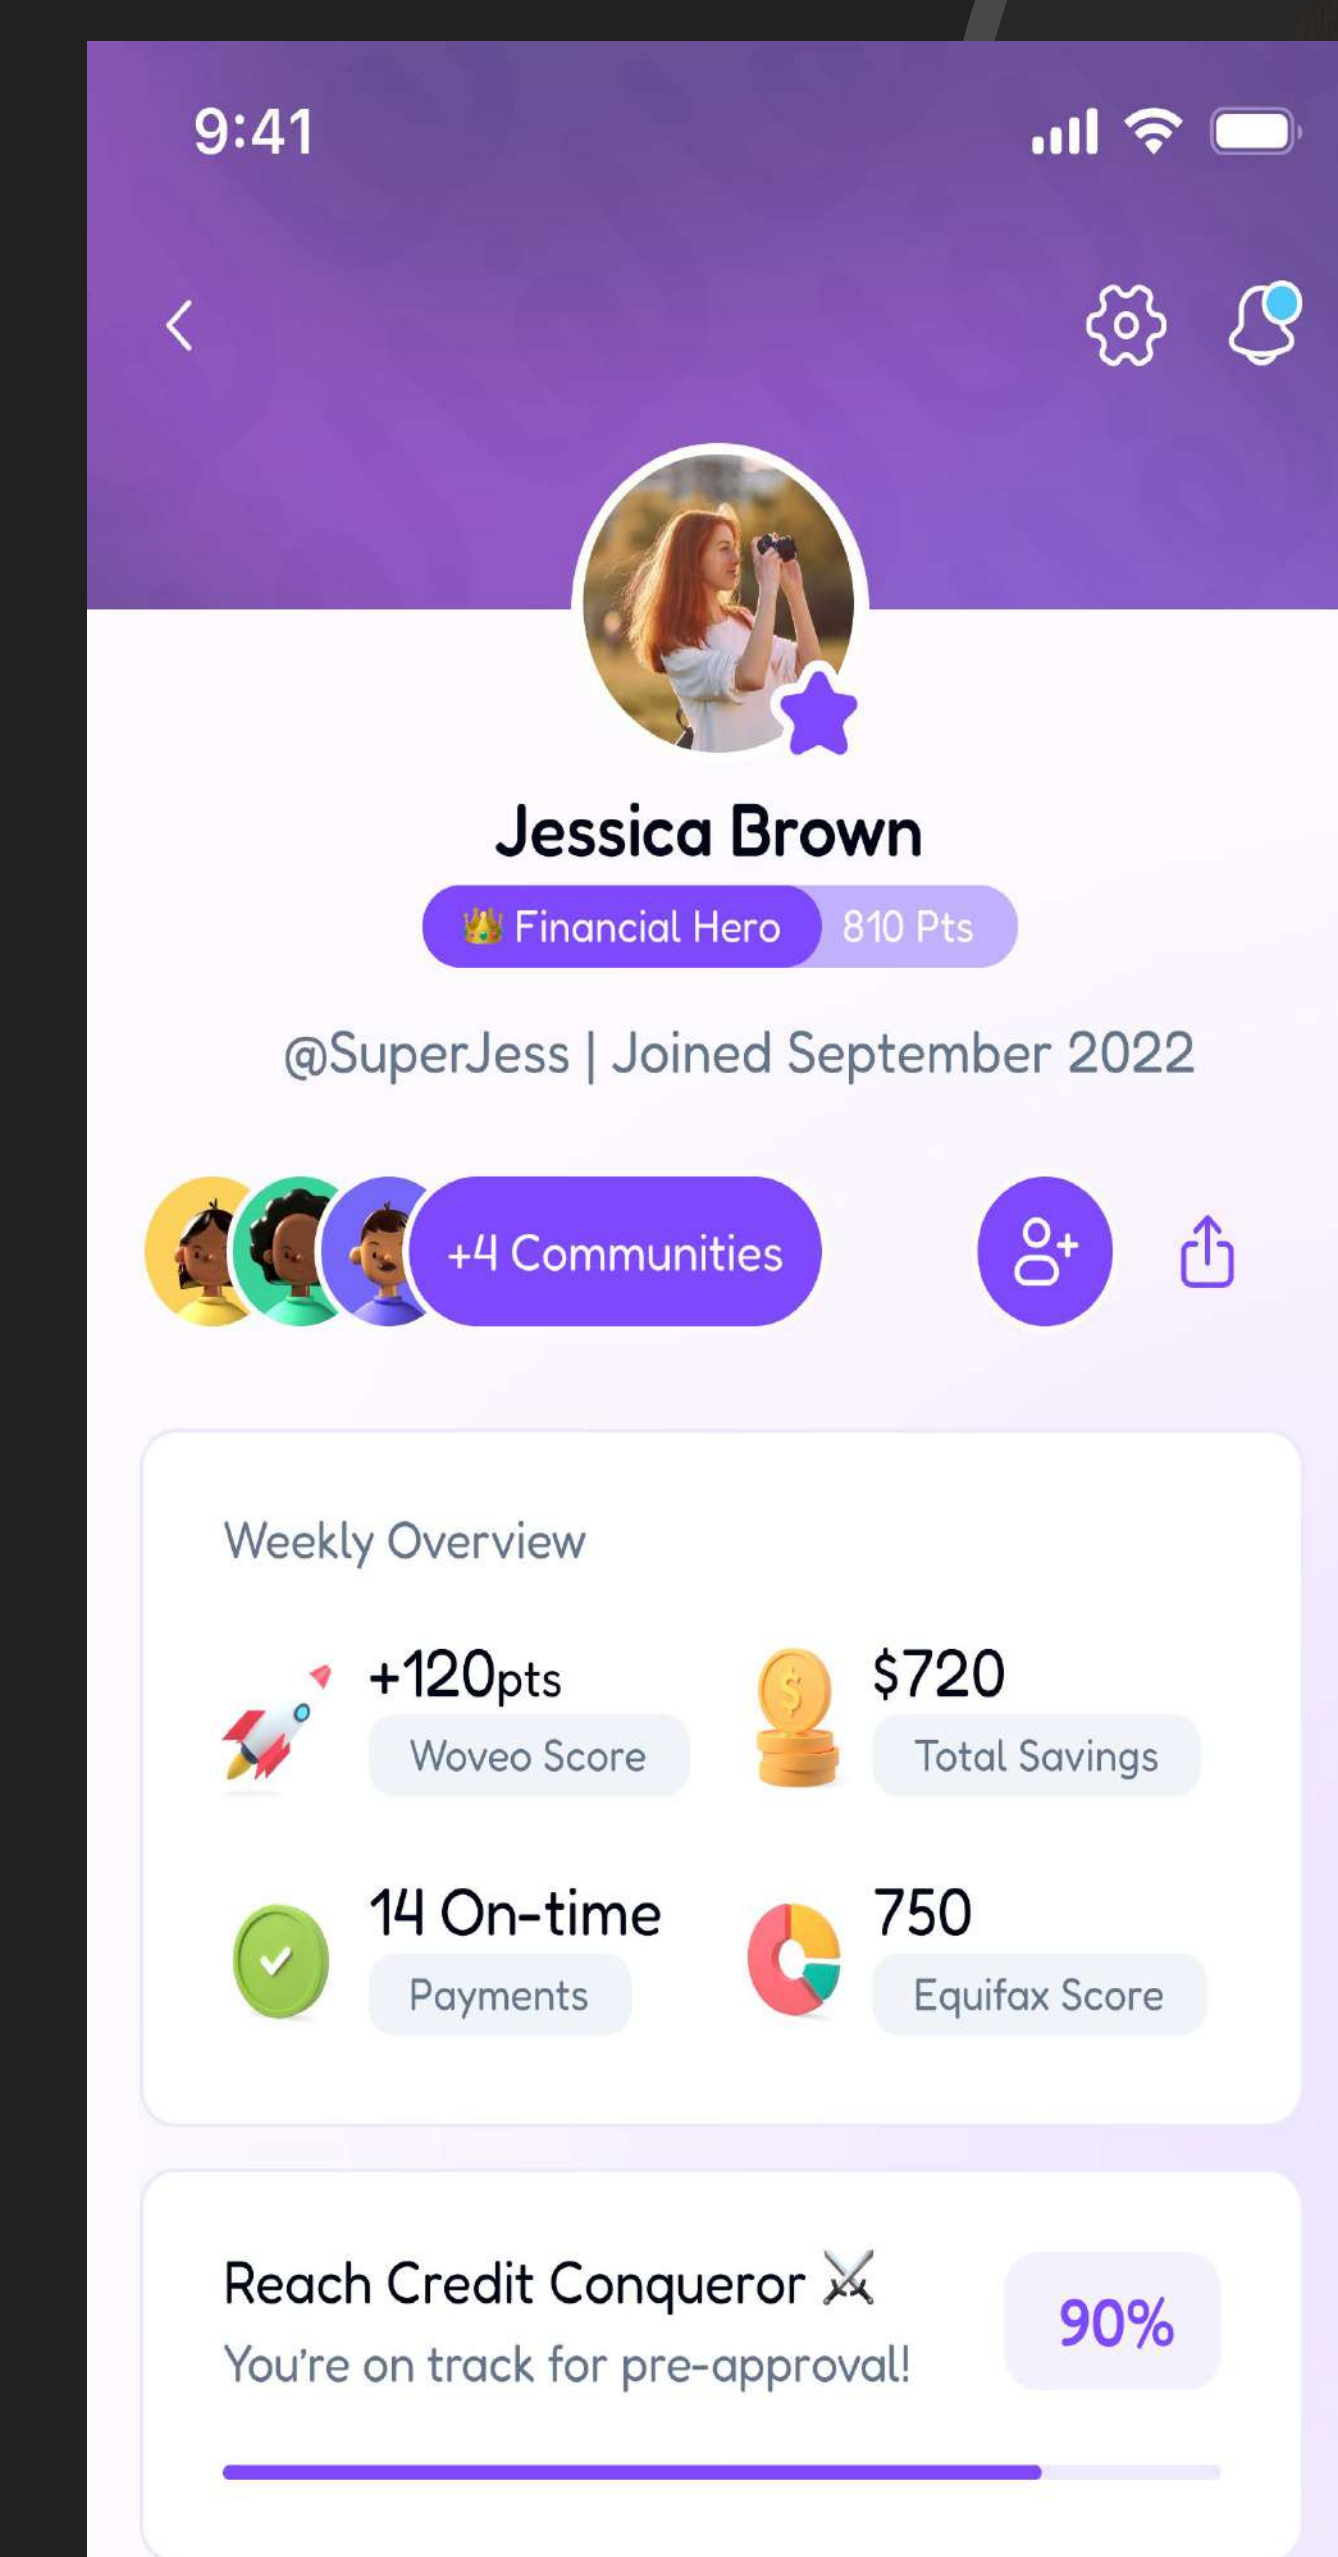 9:41
Jessica Brown
👑 Financial Hero 810 Pts
@SuperJess | Joined September 2022
+4 Communities
Weekly Overview
+120pts
Woveo Score
$720
Total Savings
14 On-time
Payments
750
Equifax Score
Reach Credit Conqueror ⚔️
You're on track for pre-approval!
90%